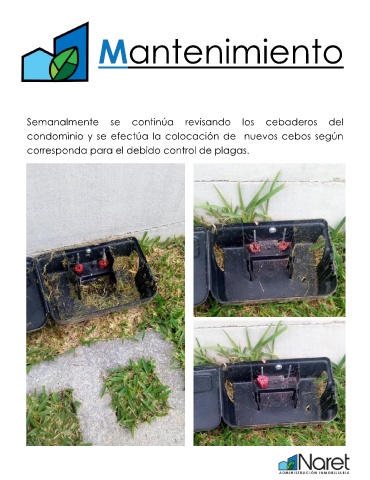 Mantenimiento
Semanalmente se continúa revisando los cebaderos del
condominio y se efectúa la colocación de nuevos cebos según
corresponda para el debido control de plagas.
Naret
ADMINISTRACIÓN INMOBILIARIA